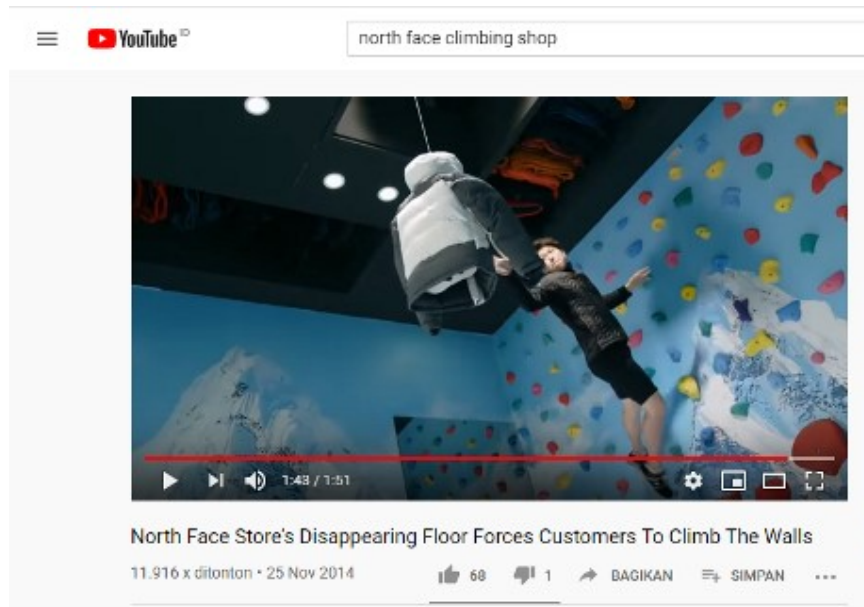 YouTube ID
north face climbing shop
1:43 / 1:51
North Face Store's Disappearing Floor Forces Customers To Climb The Walls
11.916 x ditonton • 25 Nov 2014 68 1 BAGIKAN SIMPAN